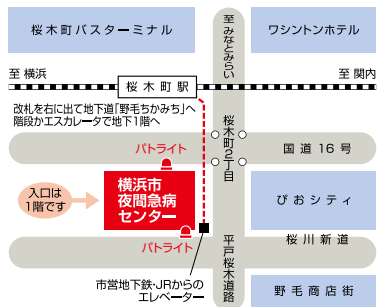 桜木町バスターミナル
至みなとみらい
ワシントンホテル
至 横浜
桜木町駅
至 関内
改札を右に出て地下道「野毛ちかみち」へ
階段かエスカレータで地下1階へ
桜木町2丁目
パトライト
国道16号
入口は
1階です
横浜市
夜間急病
センター
ぴおシティ
パトライト
桜川新道
平戸桜木道路
市営地下鉄・JRからの
エレベーター
野毛商店街